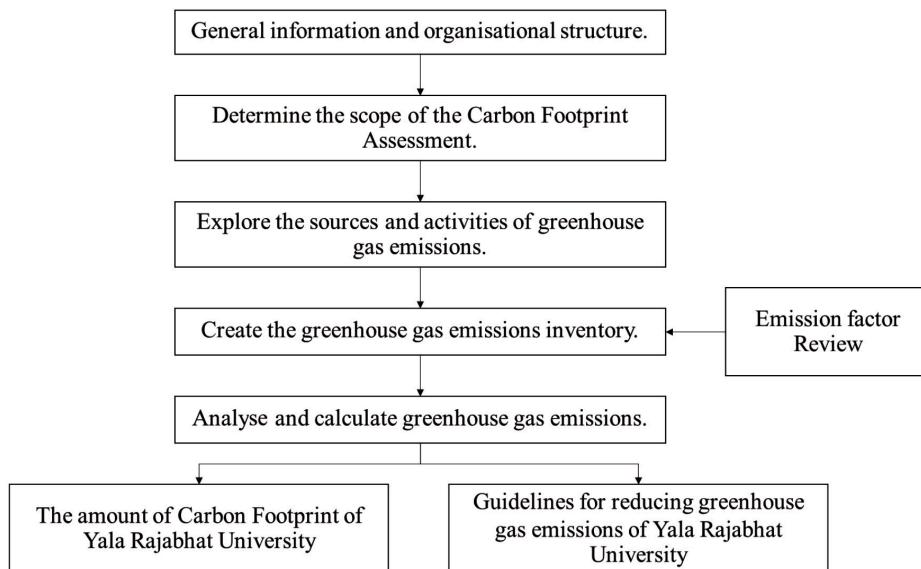 General information and organisational structure.
Determine the scope of the Carbon Footprint
Assessment.
Explore the sources and activities of greenhouse
gas emissions.
Create the greenhouse gas emissions inventory.
Emission factor
Review
Analyse and calculate greenhouse gas emissions.
The amount of Carbon Footprint of
Yala Rajabhat University
Guidelines for reducing greenhouse
gas emissions of Yala Rajabhat
University